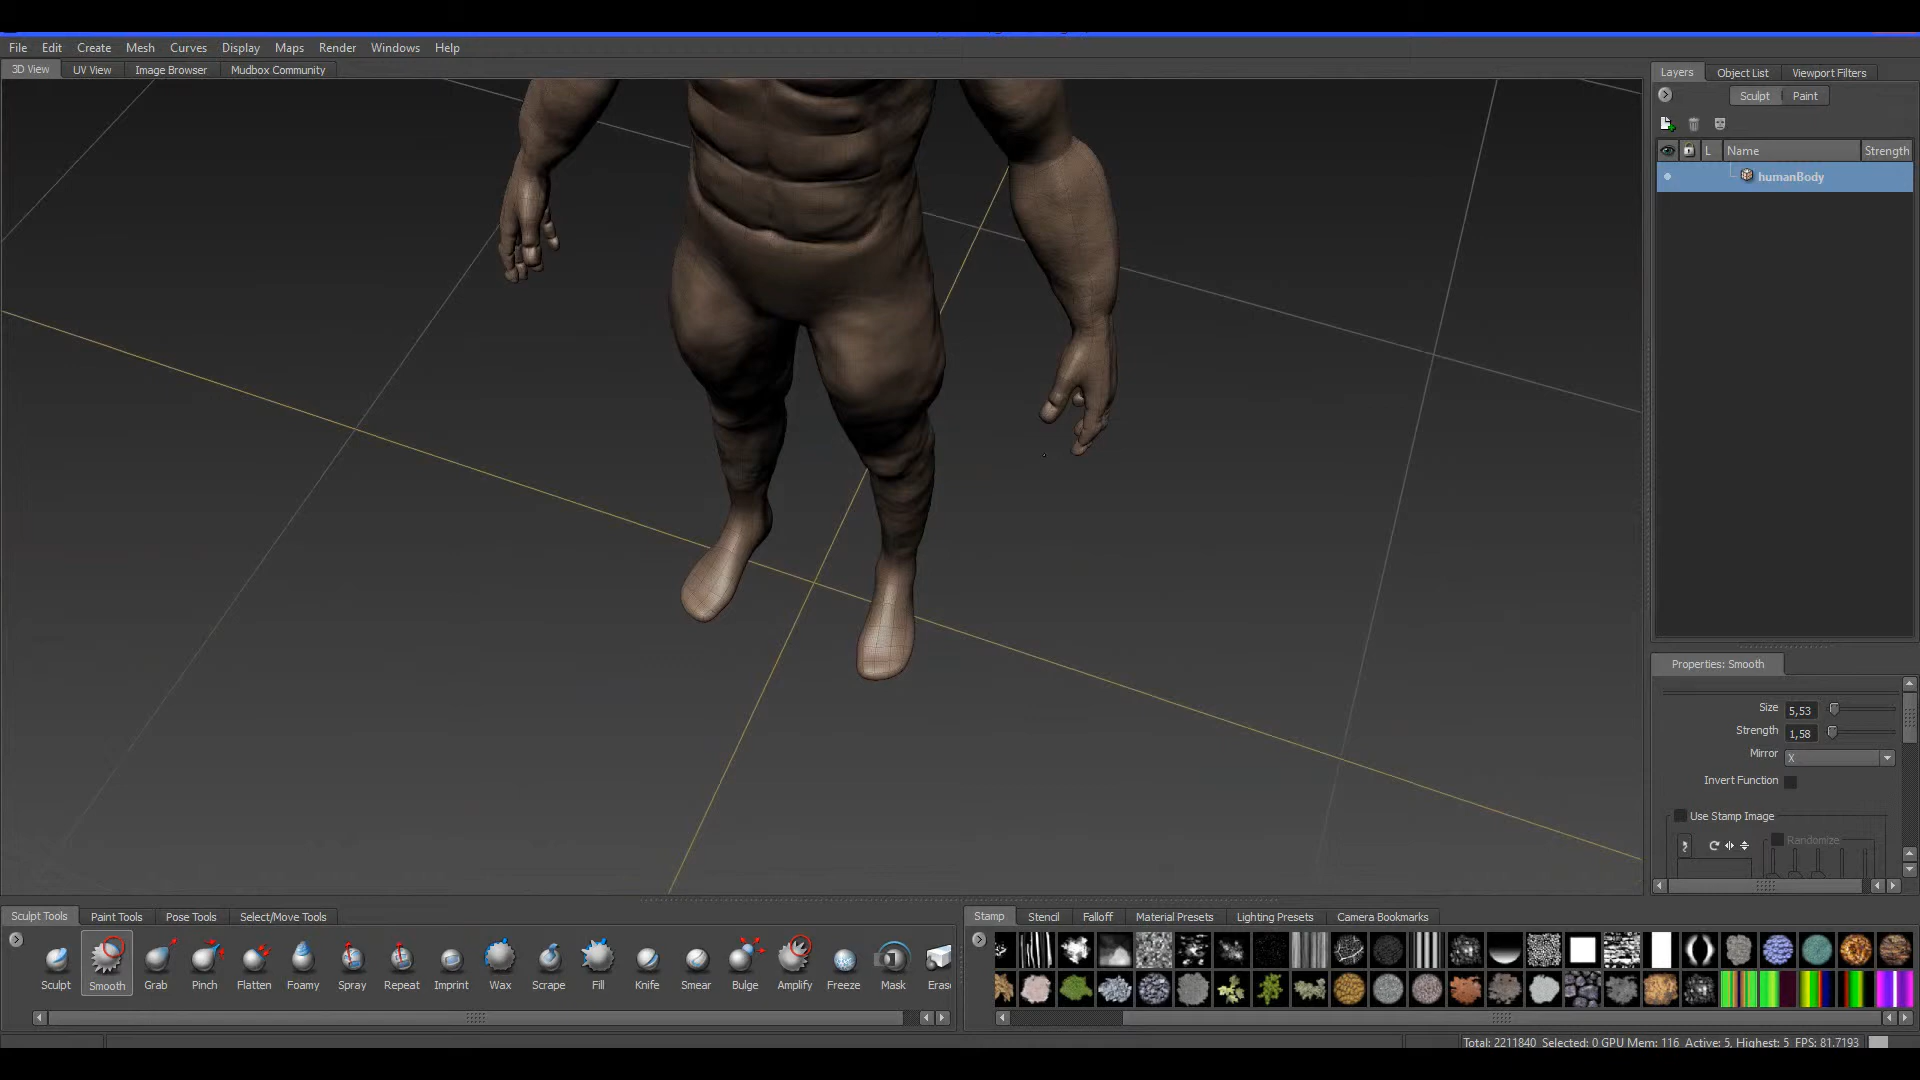 File Edit Create Mesh Curves Display Maps Render Windows Help
3D View UV View Image Browser Mudbox Community
Layers Object List Viewport Filters
Sculpt Paint
L Name Strength
humanBody
Properties: Smooth
Size 5,53
Strength 1,58
Mirror X
Invert Function
Use Stamp Image
Randomize
Sculpt Tools Paint Tools Pose Tools Select/Move Tools
Stamp Stencil Falloff Material Presets Lighting Presets Camera Bookmarks
Sculpt Smooth Grab Pinch Flatten Foamy Spray Repeat Imprint Wax Scrape Fill Knife Smear Bulge Amplify Freeze Mask Eras
Total: 2211840 Selected: 0 GPU Mem: 116 Active: 5, Highest: 5 FPS: 81.7193